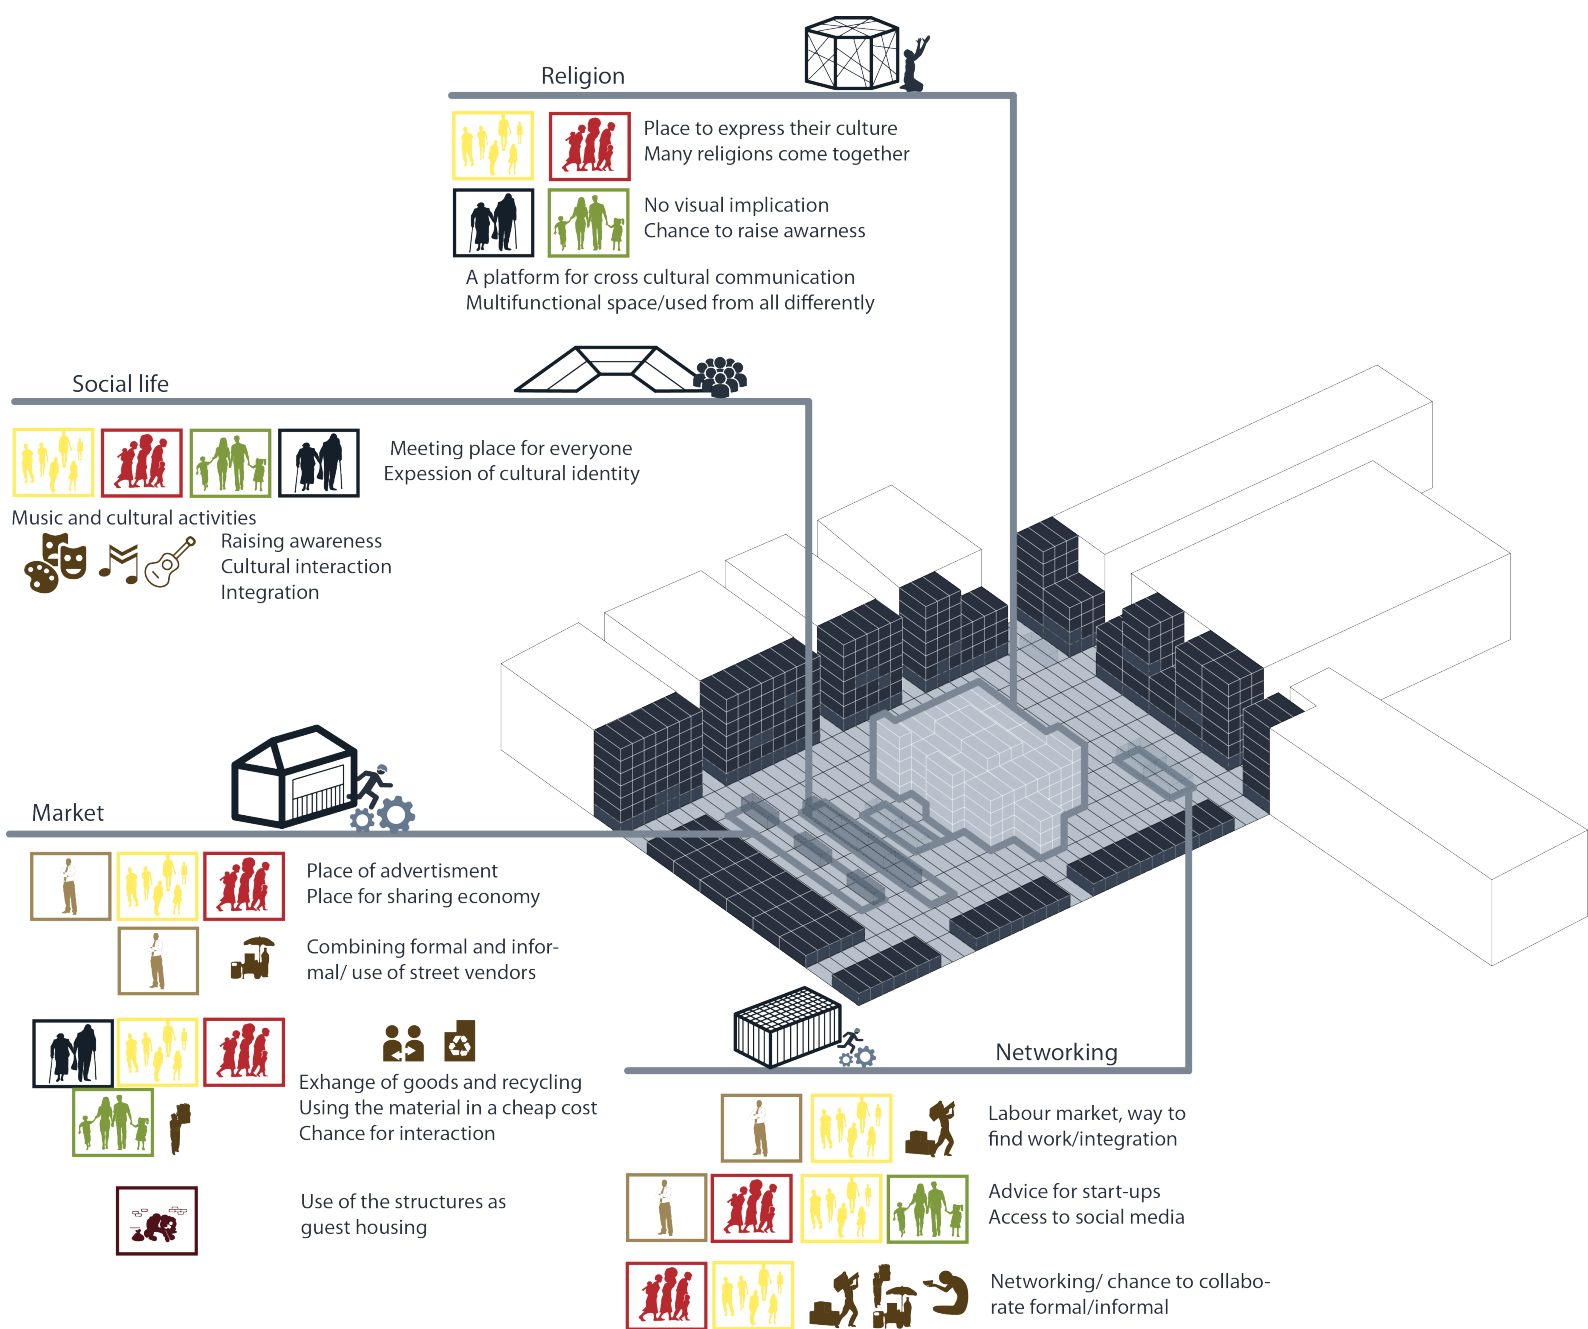 Religion
Place to express their culture
Many religions come together
No visual implication
Chance to raise awarness
A platform for cross cultural communication
Multifunctional space/used from all differently
Social life
Meeting place for everyone
Expession of cultural identity
Music and cultural activities
Raising awareness
Cultural interaction
Integration
Market
Place of advertisment
Place for sharing economy
Combining formal and infor-
mal/ use of street vendors
Exhange of goods and recycling
Using the material in a cheap cost
Chance for interaction
Use of the structures as
guest housing
Networking
Labour market, way to
find work/integration
Advice for start-ups
Access to social media
Networking/ chance to collabo-
rate formal/informal